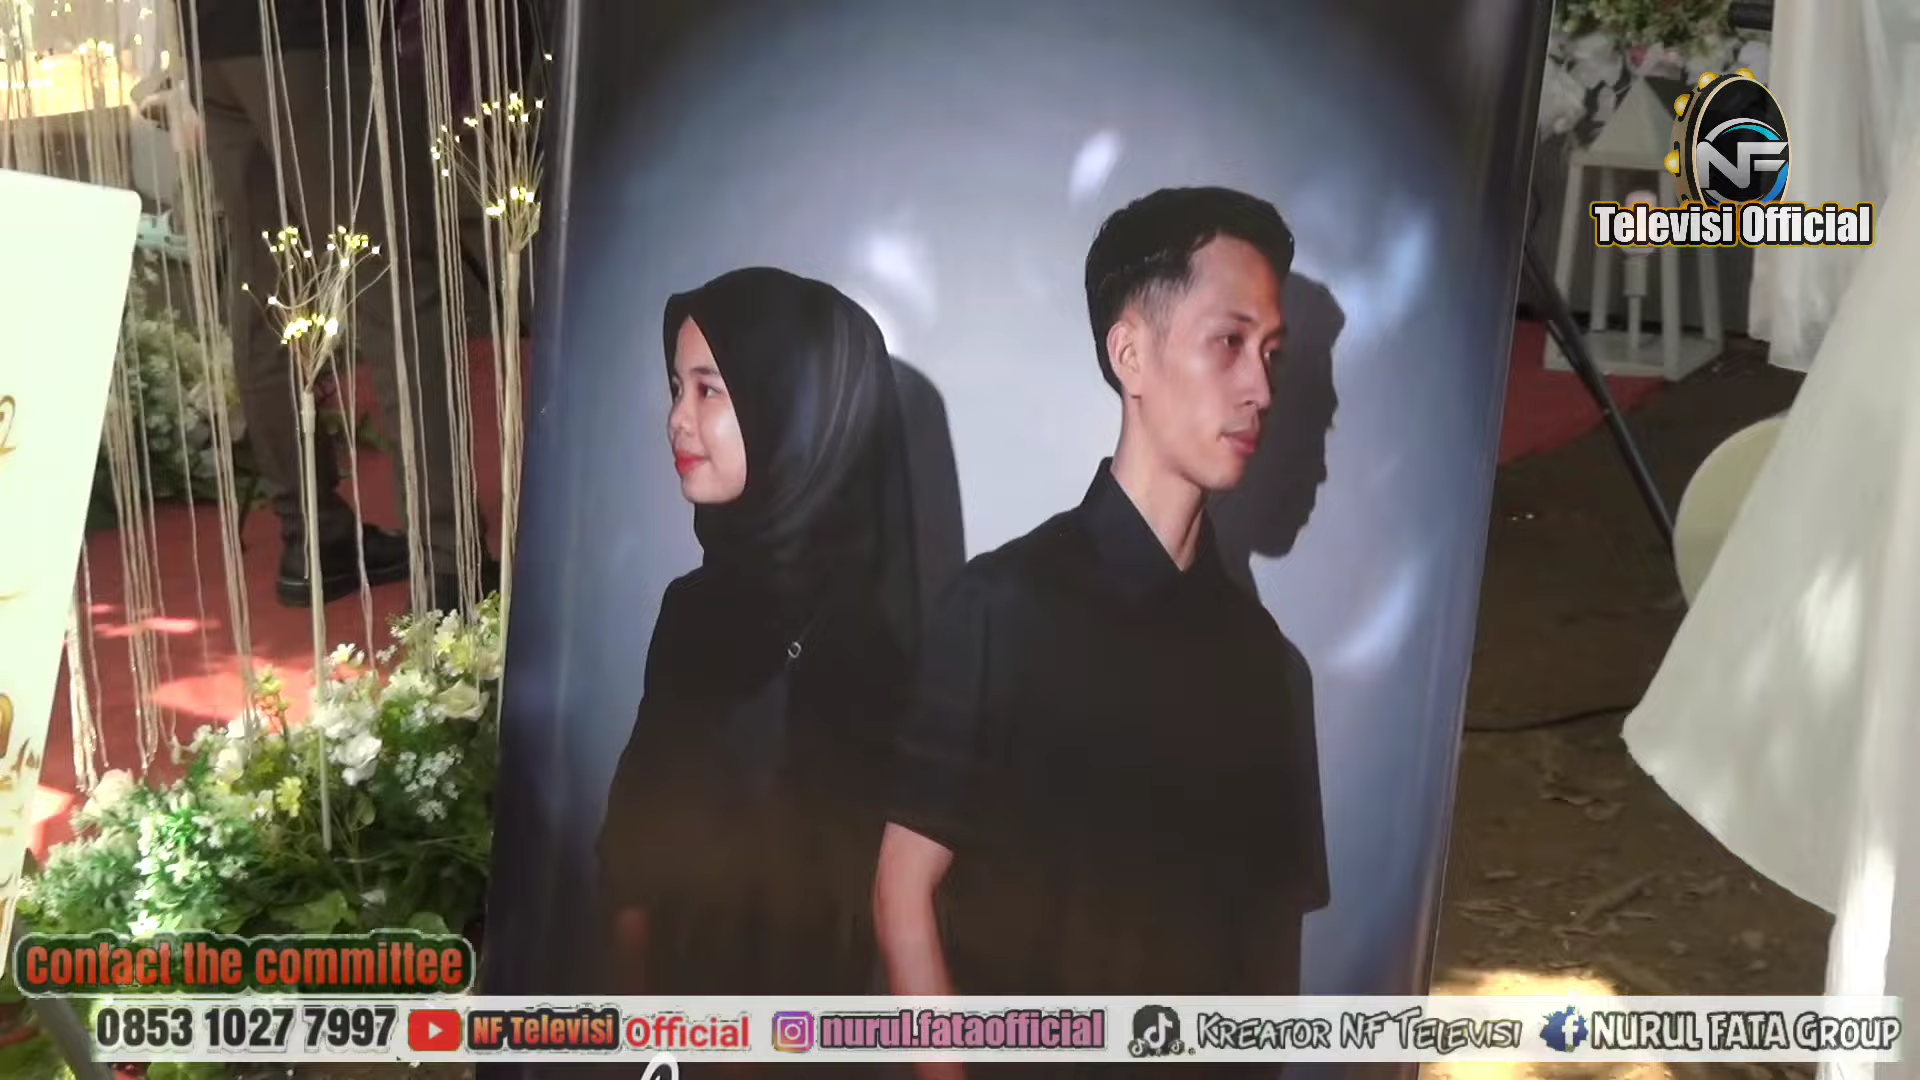 NF
Televisi Official
contact the committee
0853 1027 7997 NF Televisi Official nurul.fataofficial Kreator NF Televisi NURUL FATA Group